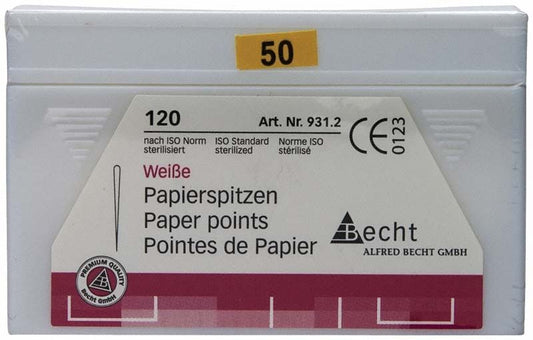 50
120 Art. Nr. 931.2
nach ISO Norm ISO Standard Norme ISO
sterilisiert sterilized stérilisé
CE 0123
Weiße
Papierspitzen
Paper points
Pointes de Papier
Becht
ALFRED BECHT GMBH
PREMIUM QUALITY
Becht GmbH